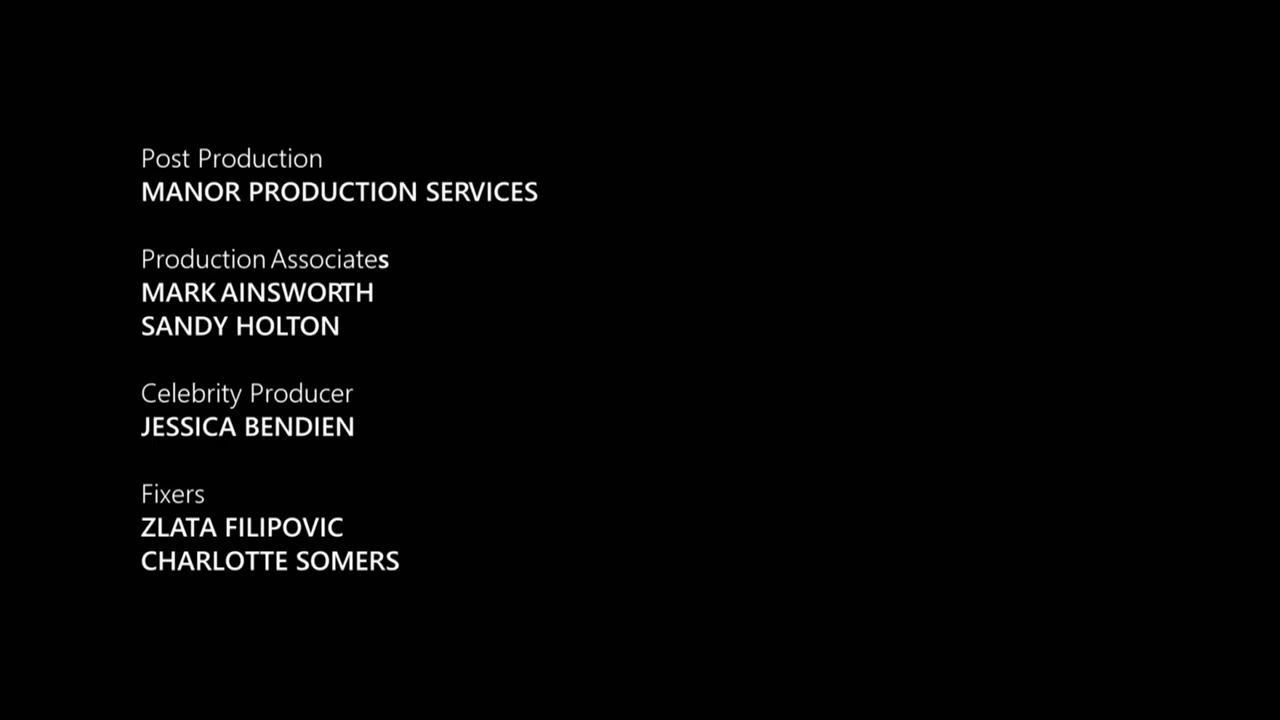 Post Production
MANOR PRODUCTION SERVICES
Production Associates
MARK AINSWORTH
SANDY HOLTON
Celebrity Producer
JESSICA BENDIEN
Fixers
ZLATA FILIPOVIC
CHARLOTTE SOMERS